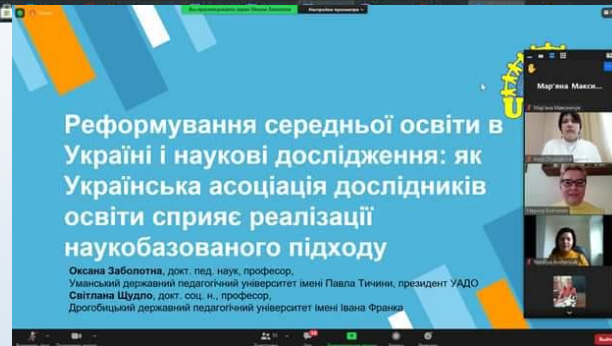 Мар'яна Макси...
Реформування середньої освіти в
Україні і наукові дослідження: як
Українська асоціація дослідників
освіти сприяє реалізації
наукобазованого підходу
Оксана Заболотна, докт. пед. наук, професор,
Уманський державний педагогічний університет імені Павла Тичини, президент УАДО
Світлана Щудло, докт. соц. н., професор,
Дрогобицький державний педагогічний університет імені Івана Франка